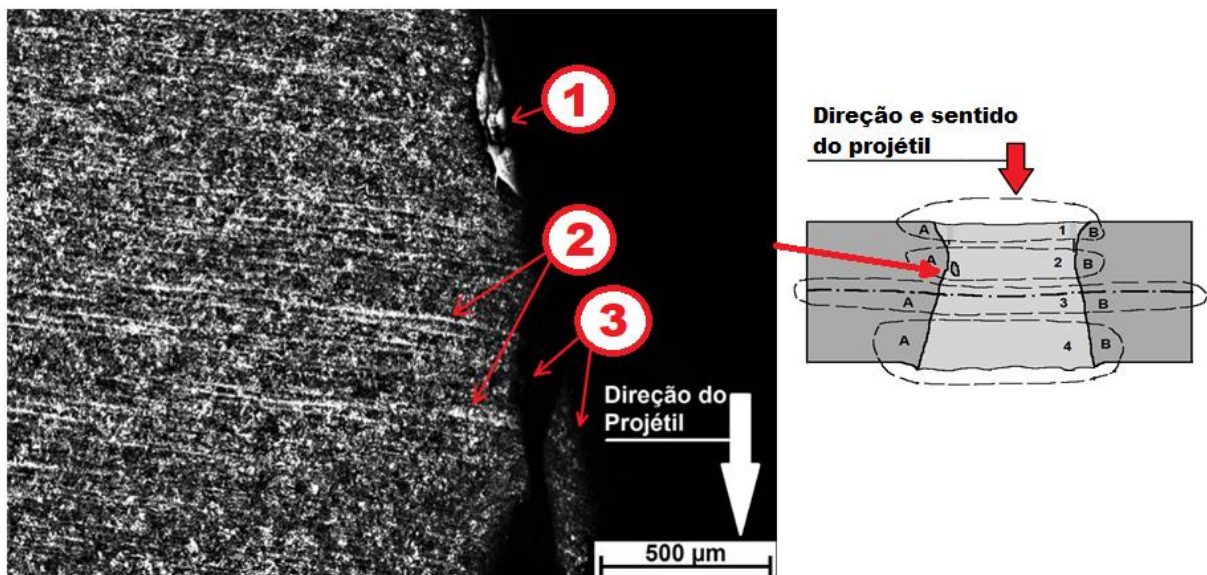 1
2
3
Direção do
Projétil
500 µm
Direção e sentido
do projétil
A 1 B
A 2 B
A 3 B
A 4 B